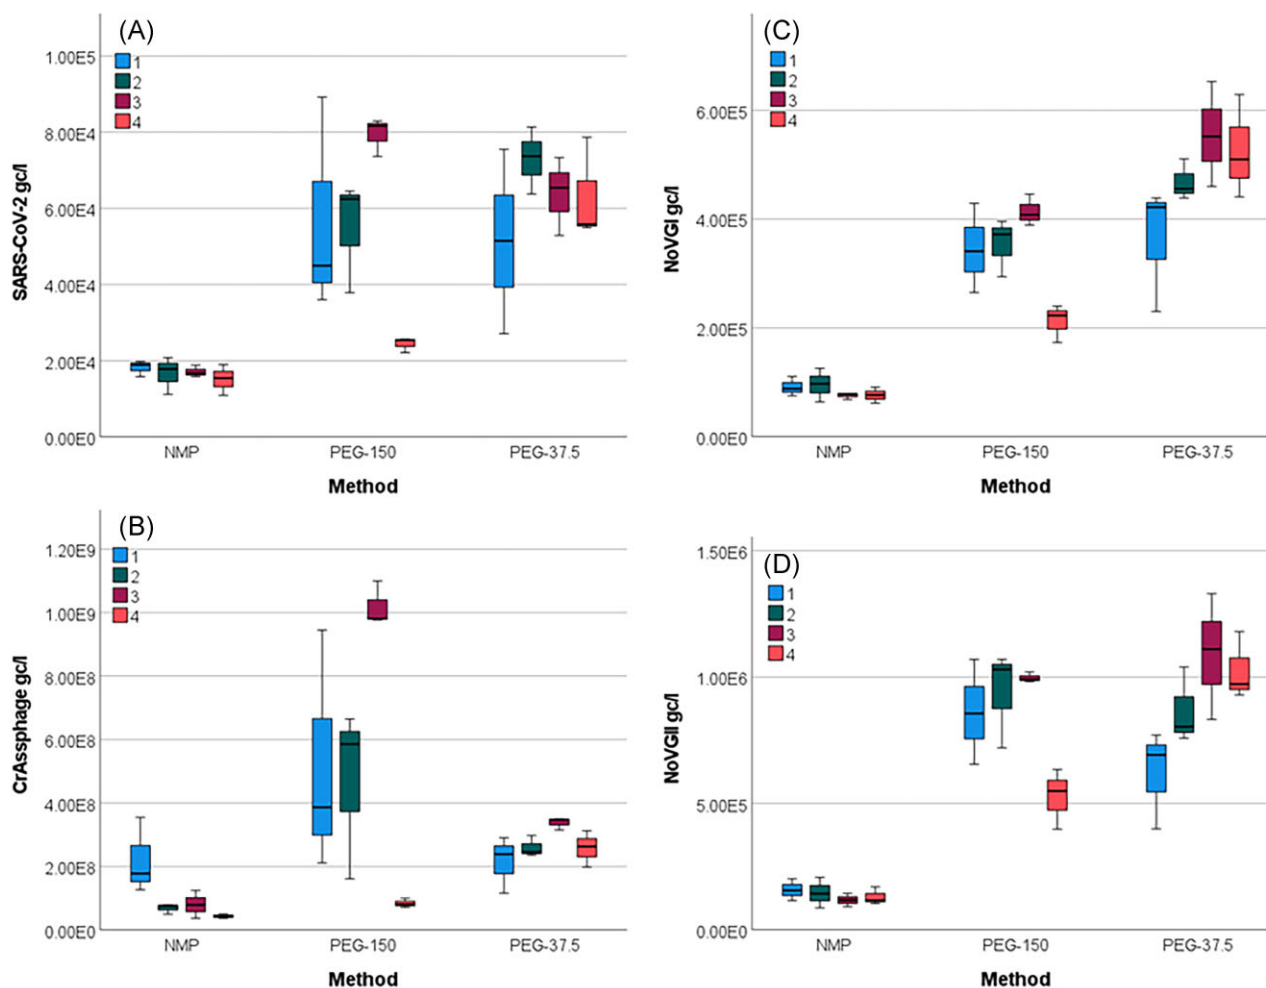 (A)
1
2
3
4
1.00E5
8.00E4
6.00E4
4.00E4
2.00E4
0.00E0
SARS-CoV-2 gc/l
NMP PEG-150 PEG-37.5
Method
(C)
1
2
3
4
6.00E5
4.00E5
2.00E5
0.00E0
NoVGI gc/l
NMP PEG-150 PEG-37.5
Method
(B)
1
2
3
4
1.20E9
1.00E9
8.00E8
6.00E8
4.00E8
2.00E8
0.00E0
CrAssphage gc/l
NMP PEG-150 PEG-37.5
Method
(D)
1
2
3
4
1.50E6
1.00E6
5.00E5
0.00E0
NoVGII gc/l
NMP PEG-150 PEG-37.5
Method